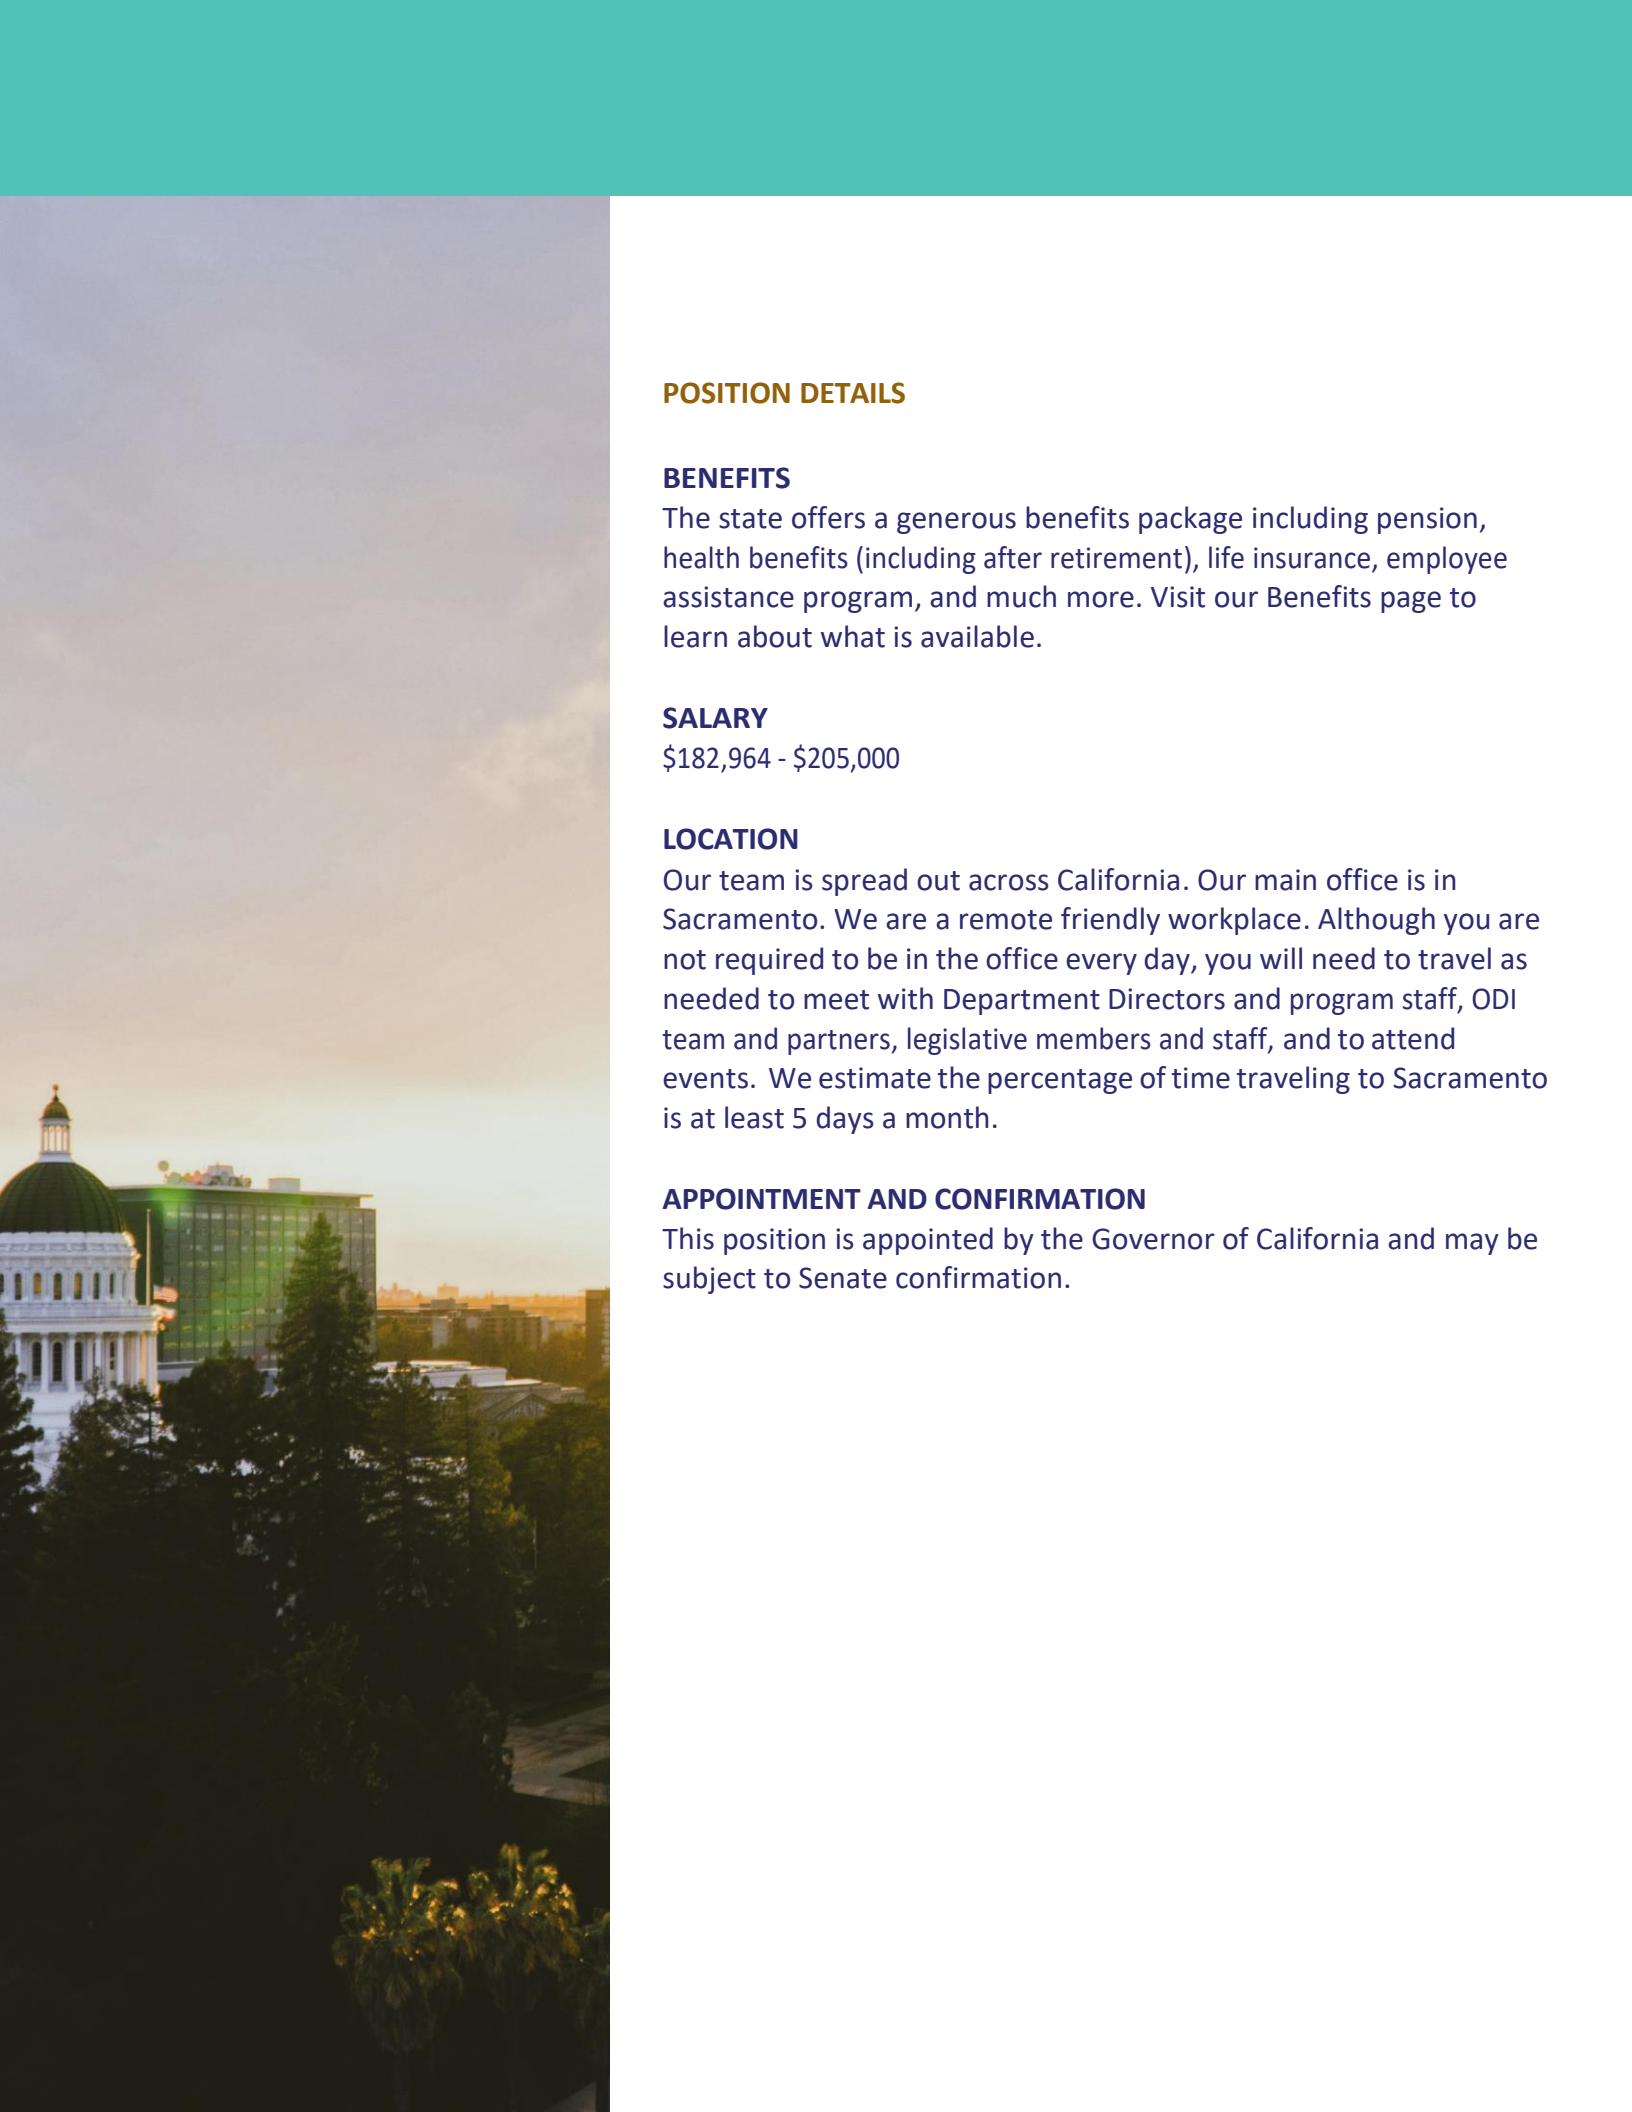 POSITION DETAILS
BENEFITS
The state offers a generous benefits package including pension,
health benefits (including after retirement), life insurance, employee
assistance program, and much more. Visit our Benefits page to
learn about what is available.
SALARY
$182,964 - $205,000
LOCATION
Our team is spread out across California. Our main office is in
Sacramento. We are a remote friendly workplace. Although you are
not required to be in the office every day, you will need to travel as
needed to meet with Department Directors and program staff, ODI
team and partners, legislative members and staff, and to attend
events.  We estimate the percentage of time traveling to Sacramento
is at least 5 days a month.
APPOINTMENT AND CONFIRMATION
This position is appointed by the Governor of California and may be
subject to Senate confirmation.